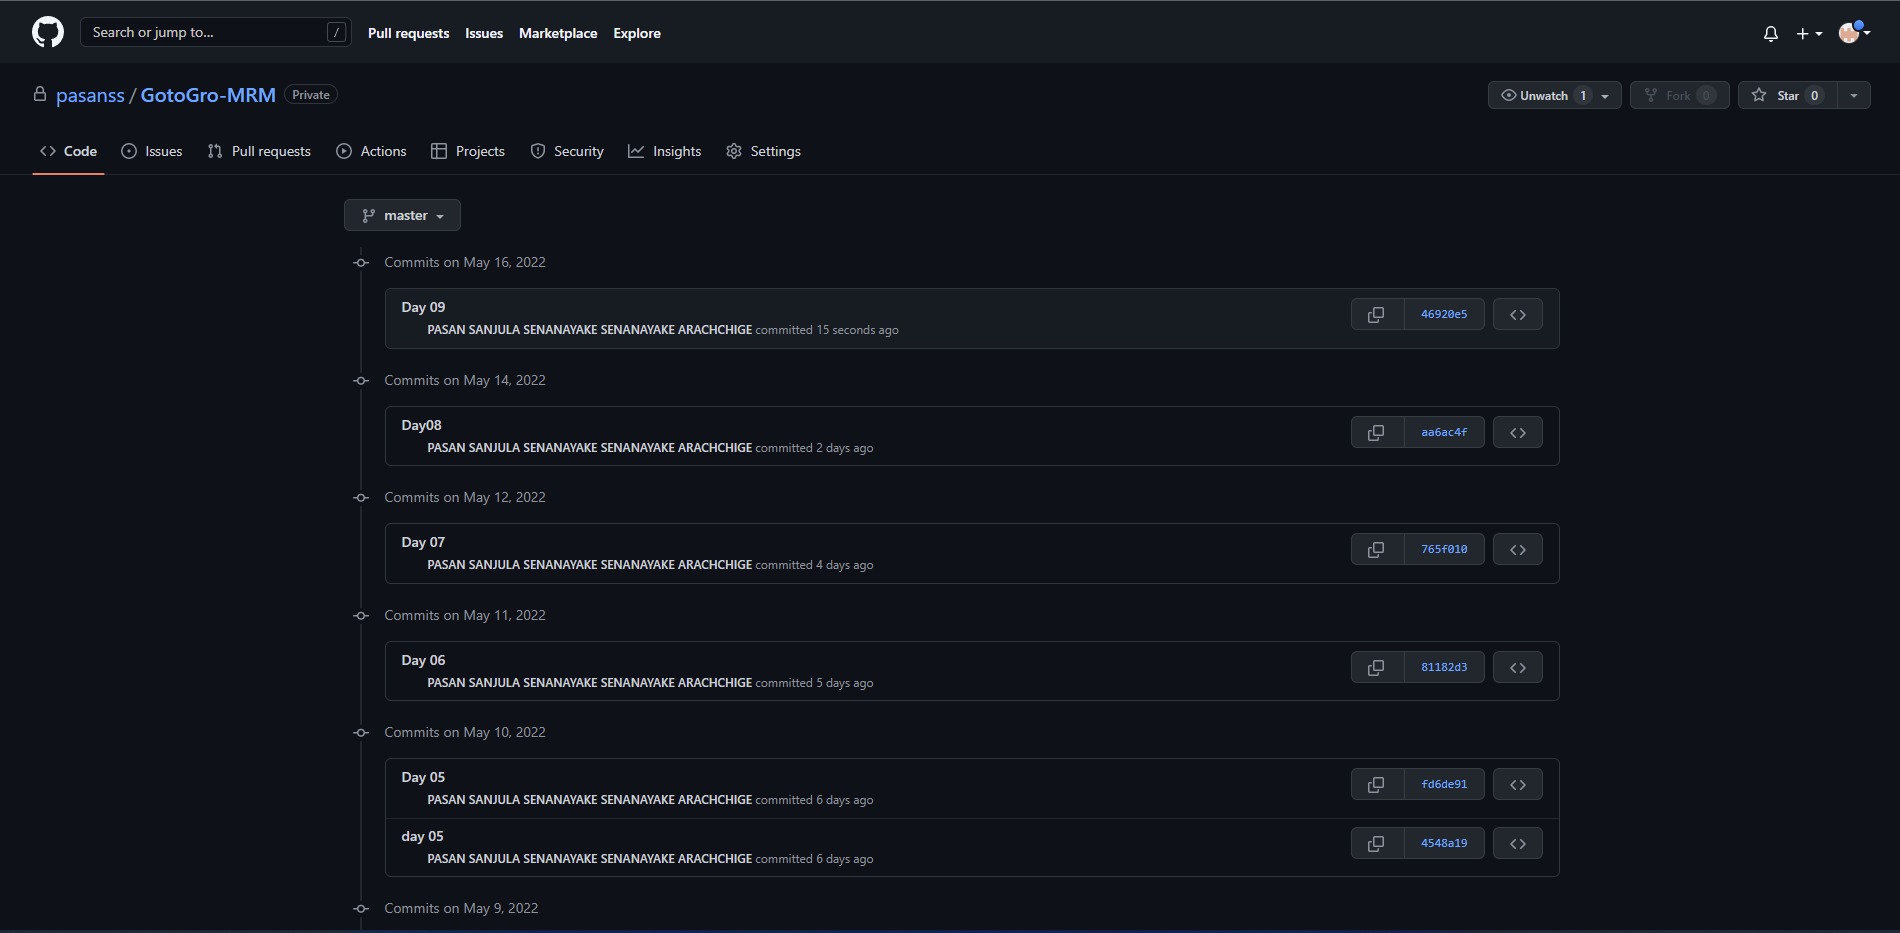 Search or jump to... / Pull requests Issues Marketplace Explore
pasanss / GotoGro-MRM Private Unwatch 1 Fork 0 Star 0
Code Issues Pull requests Actions Projects Security Insights Settings
master
Commits on May 16, 2022
Day 09 46920e5
PASAN SANJULA SENANAYAKE SENANAYAKE ARACHCHIGE committed 15 seconds ago
Commits on May 14, 2022
Day08 aa6ac4f
PASAN SANJULA SENANAYAKE SENANAYAKE ARACHCHIGE committed 2 days ago
Commits on May 12, 2022
Day 07 765f010
PASAN SANJULA SENANAYAKE SENANAYAKE ARACHCHIGE committed 4 days ago
Commits on May 11, 2022
Day 06 81182d3
PASAN SANJULA SENANAYAKE SENANAYAKE ARACHCHIGE committed 5 days ago
Commits on May 10, 2022
Day 05 fd6de91
PASAN SANJULA SENANAYAKE SENANAYAKE ARACHCHIGE committed 6 days ago
day 05 4548a19
PASAN SANJULA SENANAYAKE SENANAYAKE ARACHCHIGE committed 6 days ago
Commits on May 9, 2022